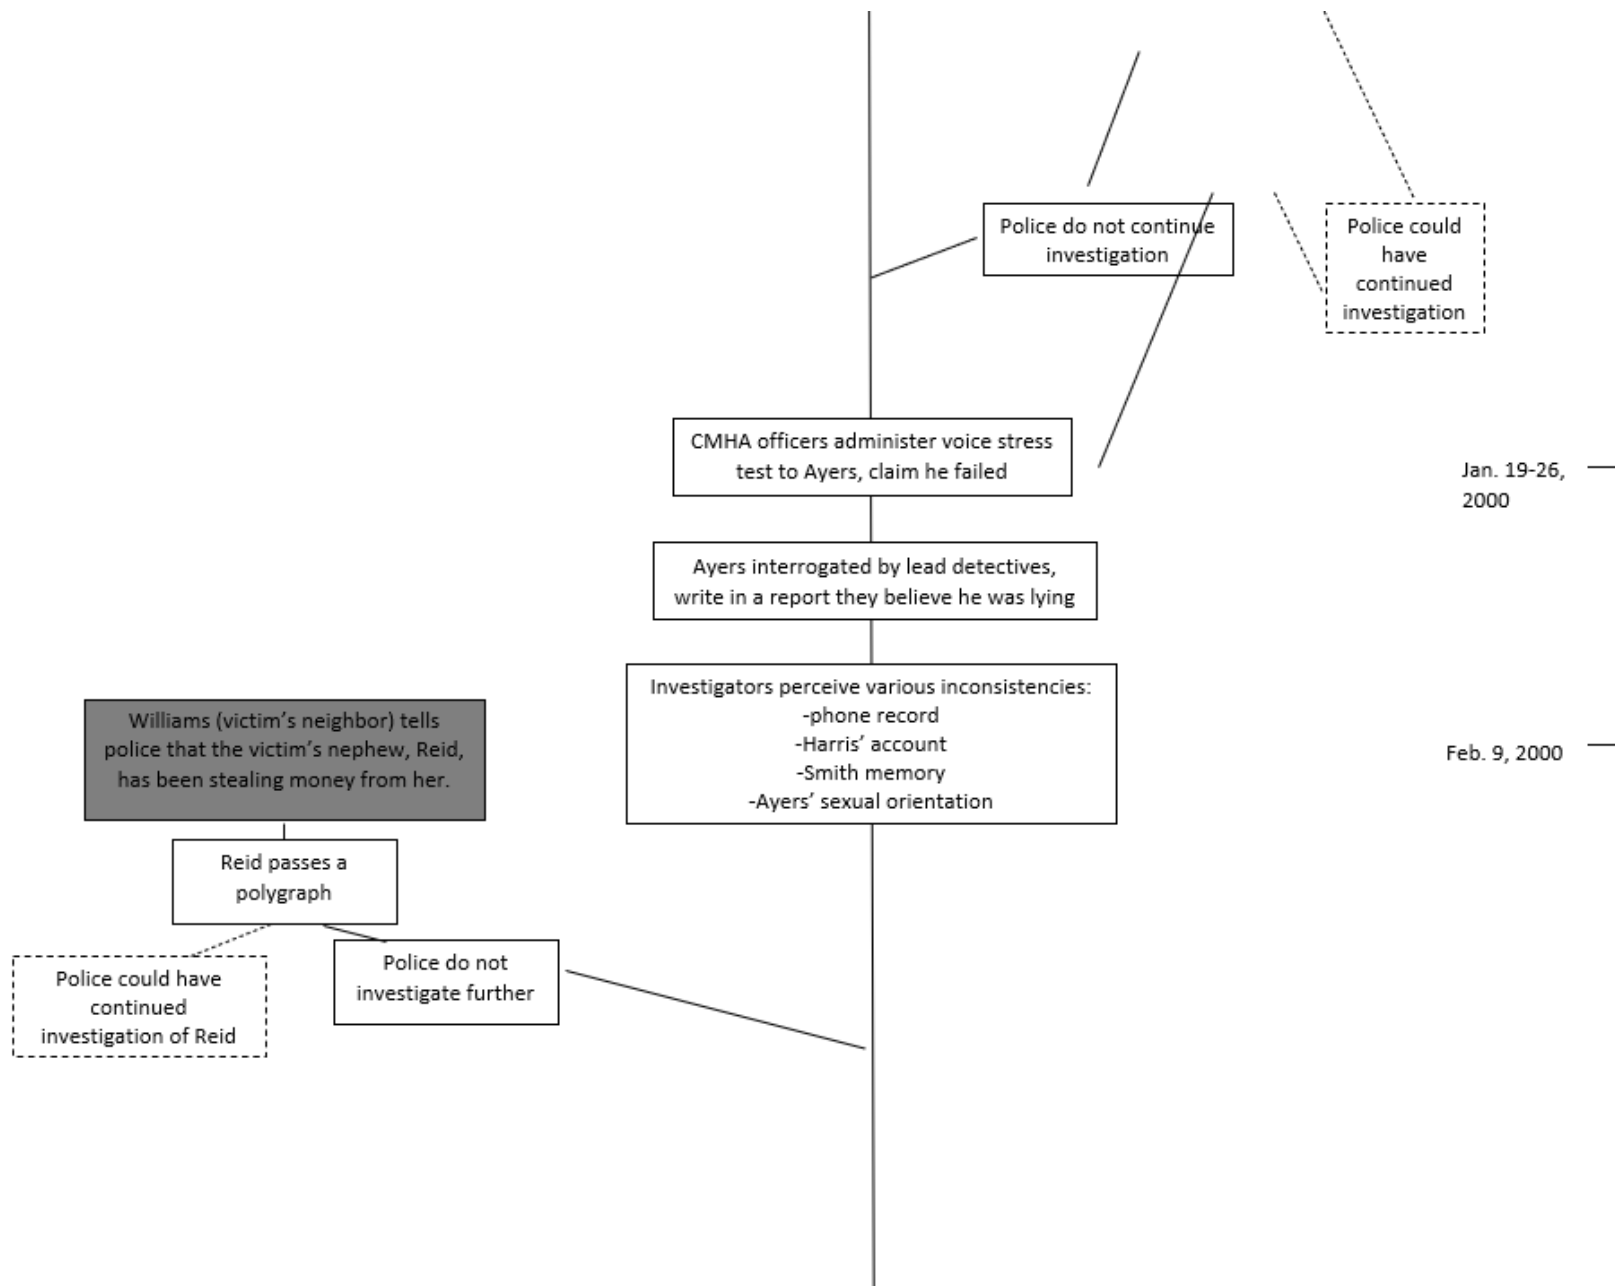 Police do not continue
investigation
Police could
have
continued
investigation
CMHA officers administer voice stress
test to Ayers, claim he failed
Jan. 19-26,
2000
Ayers interrogated by lead detectives,
write in a report they believe he was lying
Investigators perceive various inconsistencies:
-phone record
-Harris’ account
-Smith memory
-Ayers’ sexual orientation
Williams (victim’s neighbor) tells
police that the victim’s nephew, Reid,
has been stealing money from her.
Feb. 9, 2000
Reid passes a
polygraph
Police do not
investigate further
Police could have
continued
investigation of Reid